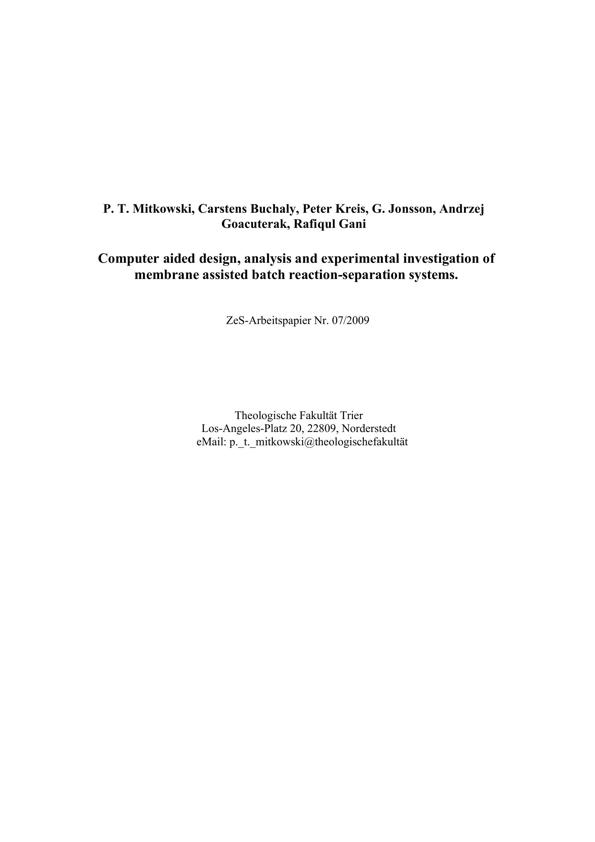 P. T. Mitkowski, Carstens Buchaly, Peter Kreis, G. Jonsson, Andrzej
Goacuterak, Rafiqul Gani
Computer aided design, analysis and experimental investigation of
membrane assisted batch reaction-separation systems.
ZeS-Arbeitspapier Nr. 07/2009
Theologische Fakultät Trier
Los-Angeles-Platz 20, 22809, Norderstedt
eMail: p._t._mitkowski@theologischefakultät